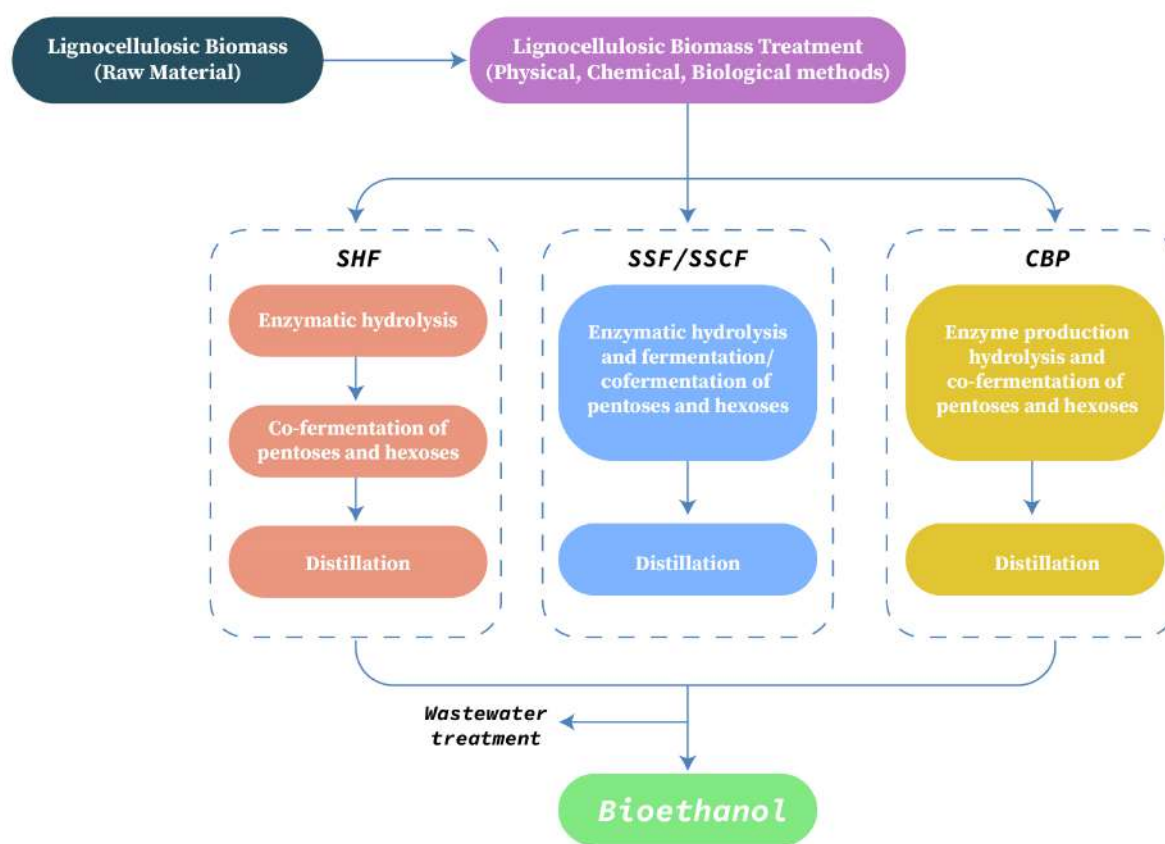 Lignocellulosic Biomass
(Raw Material)
Lignocellulosic Biomass Treatment
(Physical, Chemical, Biological methods)
SHF
Enzymatic hydrolysis
Co-fermentation of
pentoses and hexoses
Distillation
SSF/SSCF
Enzymatic hydrolysis
and fermentation/
cofermentation of
pentoses and hexoses
Distillation
CBP
Enzyme production
hydrolysis and
co-fermentation of
pentoses and hexoses
Distillation
Wastewater
treatment
Bioethanol